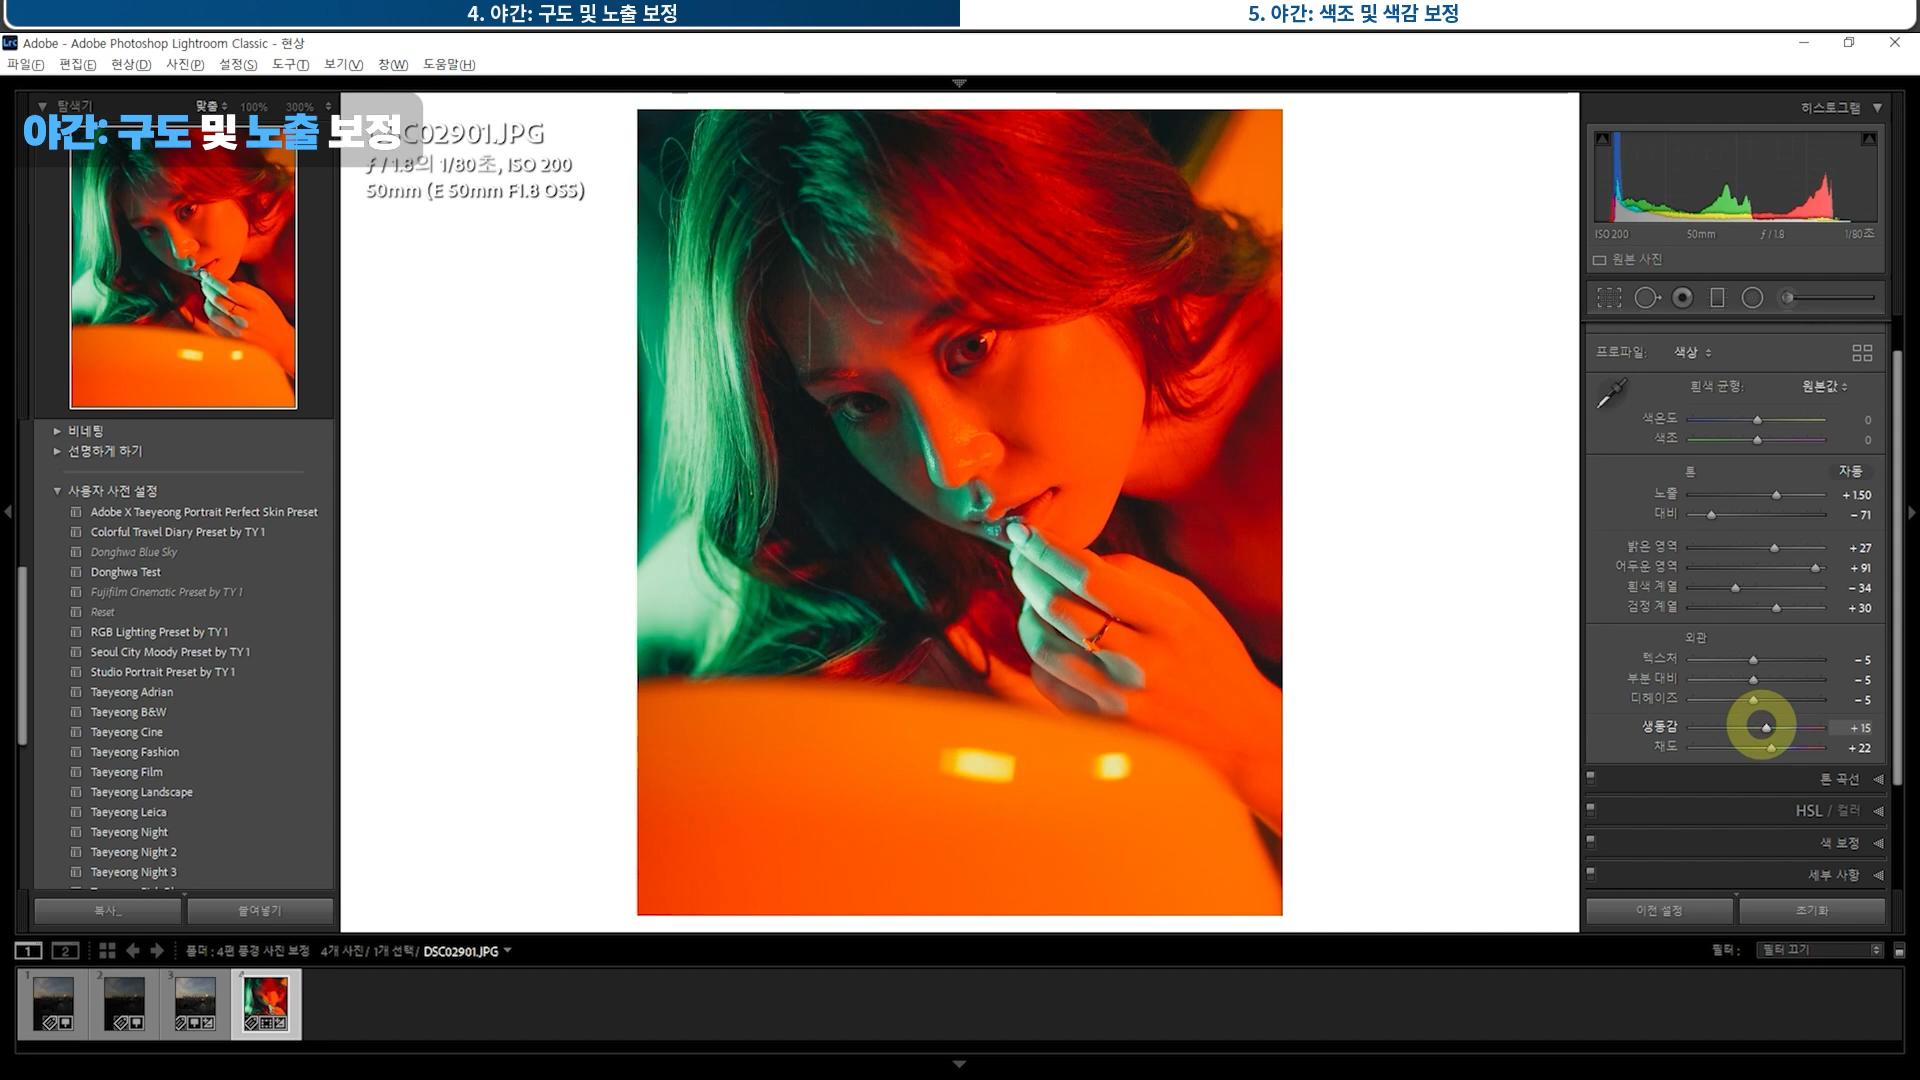 4. 야간: 구도 및 노출 보정
5. 야간: 색조 및 색감 보정
Lrc Adobe - Adobe Photoshop Lightroom Classic - 현상
파일(F) 편집(E) 현상(D) 사진(P) 설정(S) 도구(T) 보기(V) 창(W) 도움말(H)
탐색기 맞춤 100% 300%
야간: 구도 및 노출 보정
SC02901.JPG
ƒ / 1.8의 1/80초, ISO 200
50mm (E 50mm F1.8 OSS)
비네팅
선명하게 하기
사용자 사전 설정
Adobe X Taeyeong Portrait Perfect Skin Preset
Colorful Travel Diary Preset by TY1
Donghwa Blue Sky
Donghwa Test
Fujifilm Cinematic Preset by TY1
Reset
RGB Lighting Preset by TY1
Seoul City Moody Preset by TY1
Studio Portrait Preset by TY1
Taeyeong Adrian
Taeyeong B&W
Taeyeong Cine
Taeyeong Fashion
Taeyeong Film
Taeyeong Landscape
Taeyeong Leica
Taeyeong Night
Taeyeong Night 2
Taeyeong Night 3
복사...
붙여넣기
히스토그램
ISO 200 50mm ƒ / 1.8 1/80초
원본 사진
프로파일: 색상
흰색 균형: 원본값
색온도 0
색조 0
톤 자동
노출 +1.50
대비 -71
밝은 영역 +27
어두운 영역 +91
흰색 계열 -34
검정 계열 +30
외관
텍스처 -5
부분 대비 -5
디헤이즈 -5
생동감 +15
채도 +22
톤 곡선
HSL / 컬러
색 보정
세부 사항
이전 설정
초기화
1 2 폴더 : 4편 풍경 사진 보정 4개 사진/ 1개 선택/ DSC02901.JPG
필터 : 필터 끄기
1 2 3 4